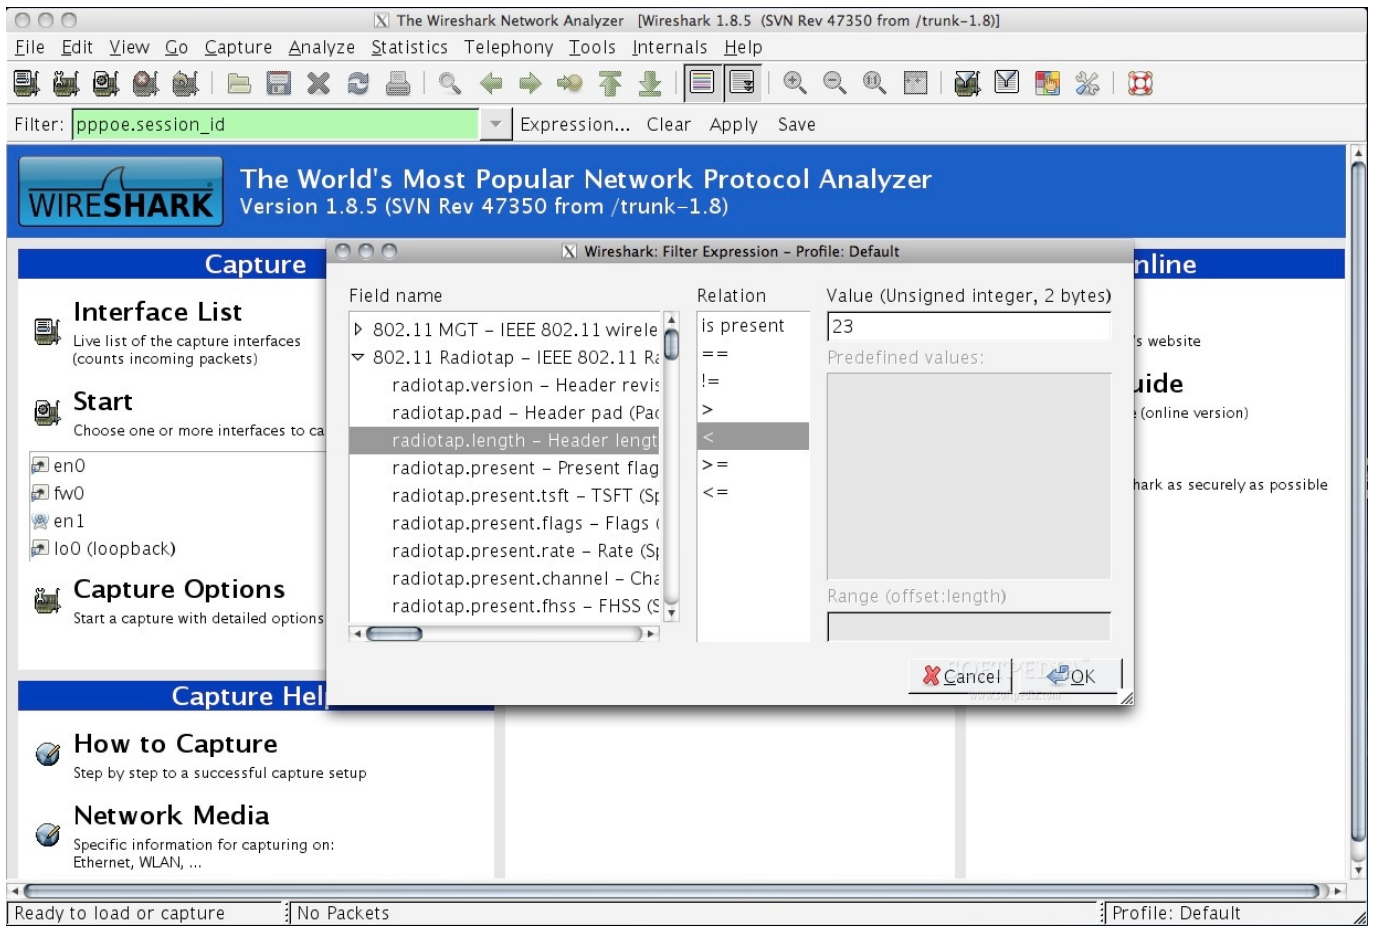 The Wireshark Network Analyzer [Wireshark 1.8.5 (SVN Rev 47350 from /trunk-1.8)]
File Edit View Go Capture Analyze Statistics Telephony Tools Internals Help
Filter: pppoe.session_id Expression... Clear Apply Save
WIRESHARK
The World's Most Popular Network Protocol Analyzer
Version 1.8.5 (SVN Rev 47350 from /trunk-1.8)
Capture
Interface List
Live list of the capture interfaces
(counts incoming packets)
Start
Choose one or more interfaces to ca
en0
fw0
en1
lo0 (loopback)
Capture Options
Start a capture with detailed options
Capture Help
How to Capture
Step by step to a successful capture setup
Network Media
Specific information for capturing on:
Ethernet, WLAN, ...
Wireshark: Filter Expression - Profile: Default
Field name
802.11 MGT - IEEE 802.11 wirele
802.11 Radiotap - IEEE 802.11 Ra
radiotap.version - Header revis
radiotap.pad - Header pad (Pad
radiotap.length - Header lengt
radiotap.present - Present flag
radiotap.present.tsft - TSFT (Sp
radiotap.present.flags - Flags (
radiotap.present.rate - Rate (Sp
radiotap.present.channel - Cha
radiotap.present.fhss - FHSS (S
Relation
is present
==
!=
>
<
>=
<=
Value (Unsigned integer, 2 bytes)
23
Predefined values:
Range (offset:length)
SOFTPEDIA
www.softpedia.com
Cancel
OK
nline
's website
uide
(online version)
hark as securely as possible
Ready to load or capture
No Packets
Profile: Default